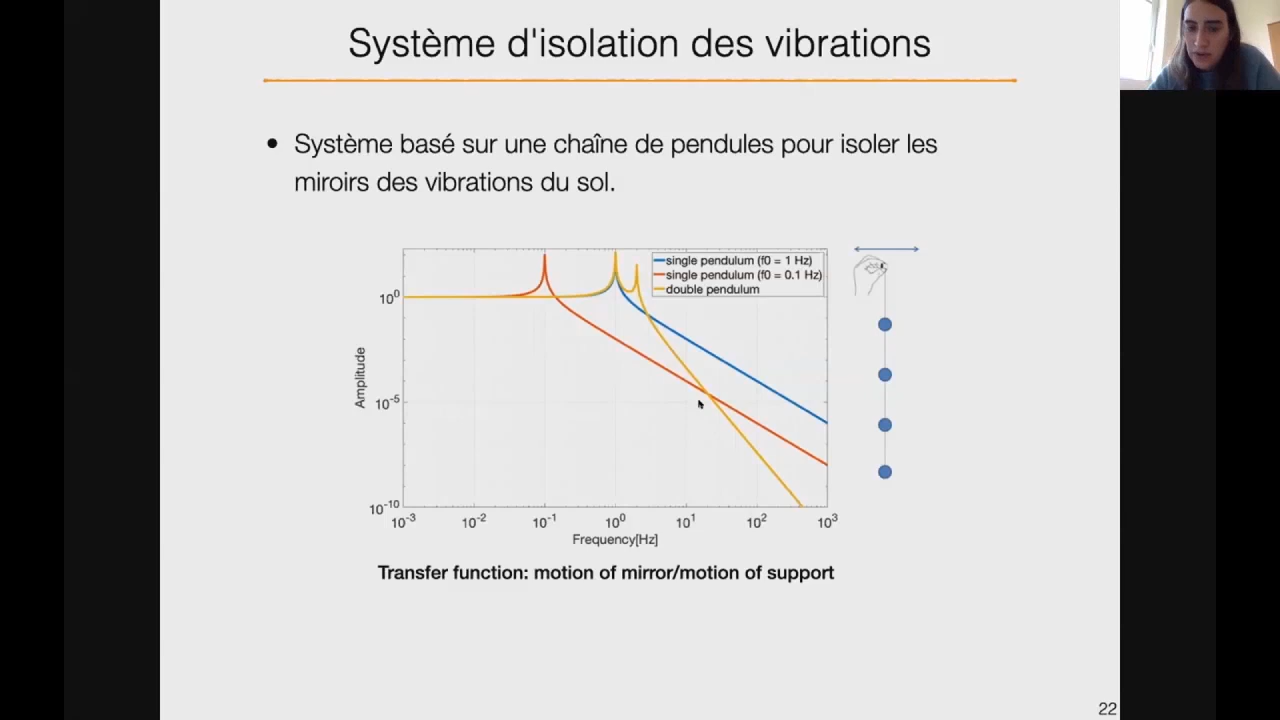 Système d'isolation des vibrations
• Système basé sur une chaîne de pendules pour isoler les
miroirs des vibrations du sol.
single pendulum (f0 = 1 Hz)
single pendulum (f0 = 0.1 Hz)
double pendulum
10^0
10^-5
10^-10
Amplitude
10^-3 10^-2 10^-1 10^0 10^1 10^2 10^3
Frequency[Hz]
Transfer function: motion of mirror/motion of support
22